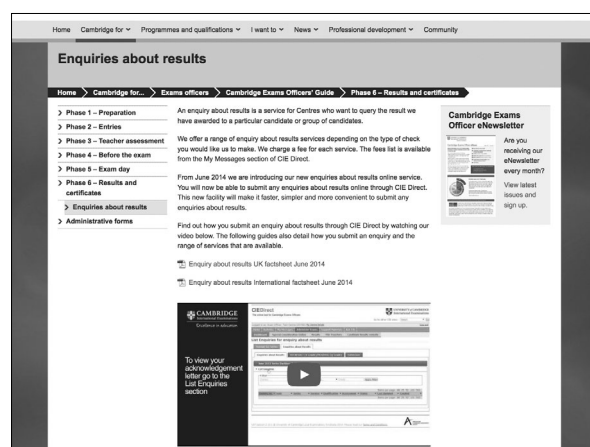 Home Cambridge for Programmes and qualifications I want to News Professional development Community
Enquiries about results
Home Cambridge for... Exams officers Cambridge Exams Officers' Guide Phase 6 – Results and certificates
Phase 1 – Preparation
Phase 2 – Entries
Phase 3 – Teacher assessment
Phase 4 – Before the exam
Phase 5 – Exam day
Phase 6 – Results and
certificates
Enquiries about results
Administrative forms
An enquiry about results is a service for Centres who want to query the result we
have awarded to a particular candidate or group of candidates.
We offer a range of enquiry about results services depending on the type of check
you would like us to make. We charge a fee for each service. The fees list is available
from the My Messages section of CIE Direct.
From June 2014 we are introducing our new enquiry about results online service.
You will now be able to submit any enquiries about results online through CIE Direct.
This new facility will make it faster, simpler and more convenient to submit any
enquiries about results.
Find out how you submit an enquiry about results through CIE Direct by watching our
video below. The following guides also detail how you submit an enquiry and the
range of services that are available.
Enquiry about results UK factsheet June 2014
Enquiry about results International factsheet June 2014
CAMBRIDGE
International Examinations
Excellence in education
To view your
acknowledgement
letter go to the
List Enquiries
section
CIEDirect
List Enquiries for enquiry about results
Cambridge Exams
Officer eNewsletter
Are you
receiving our
eNewsletter
every month?
View latest
issues and
sign up.